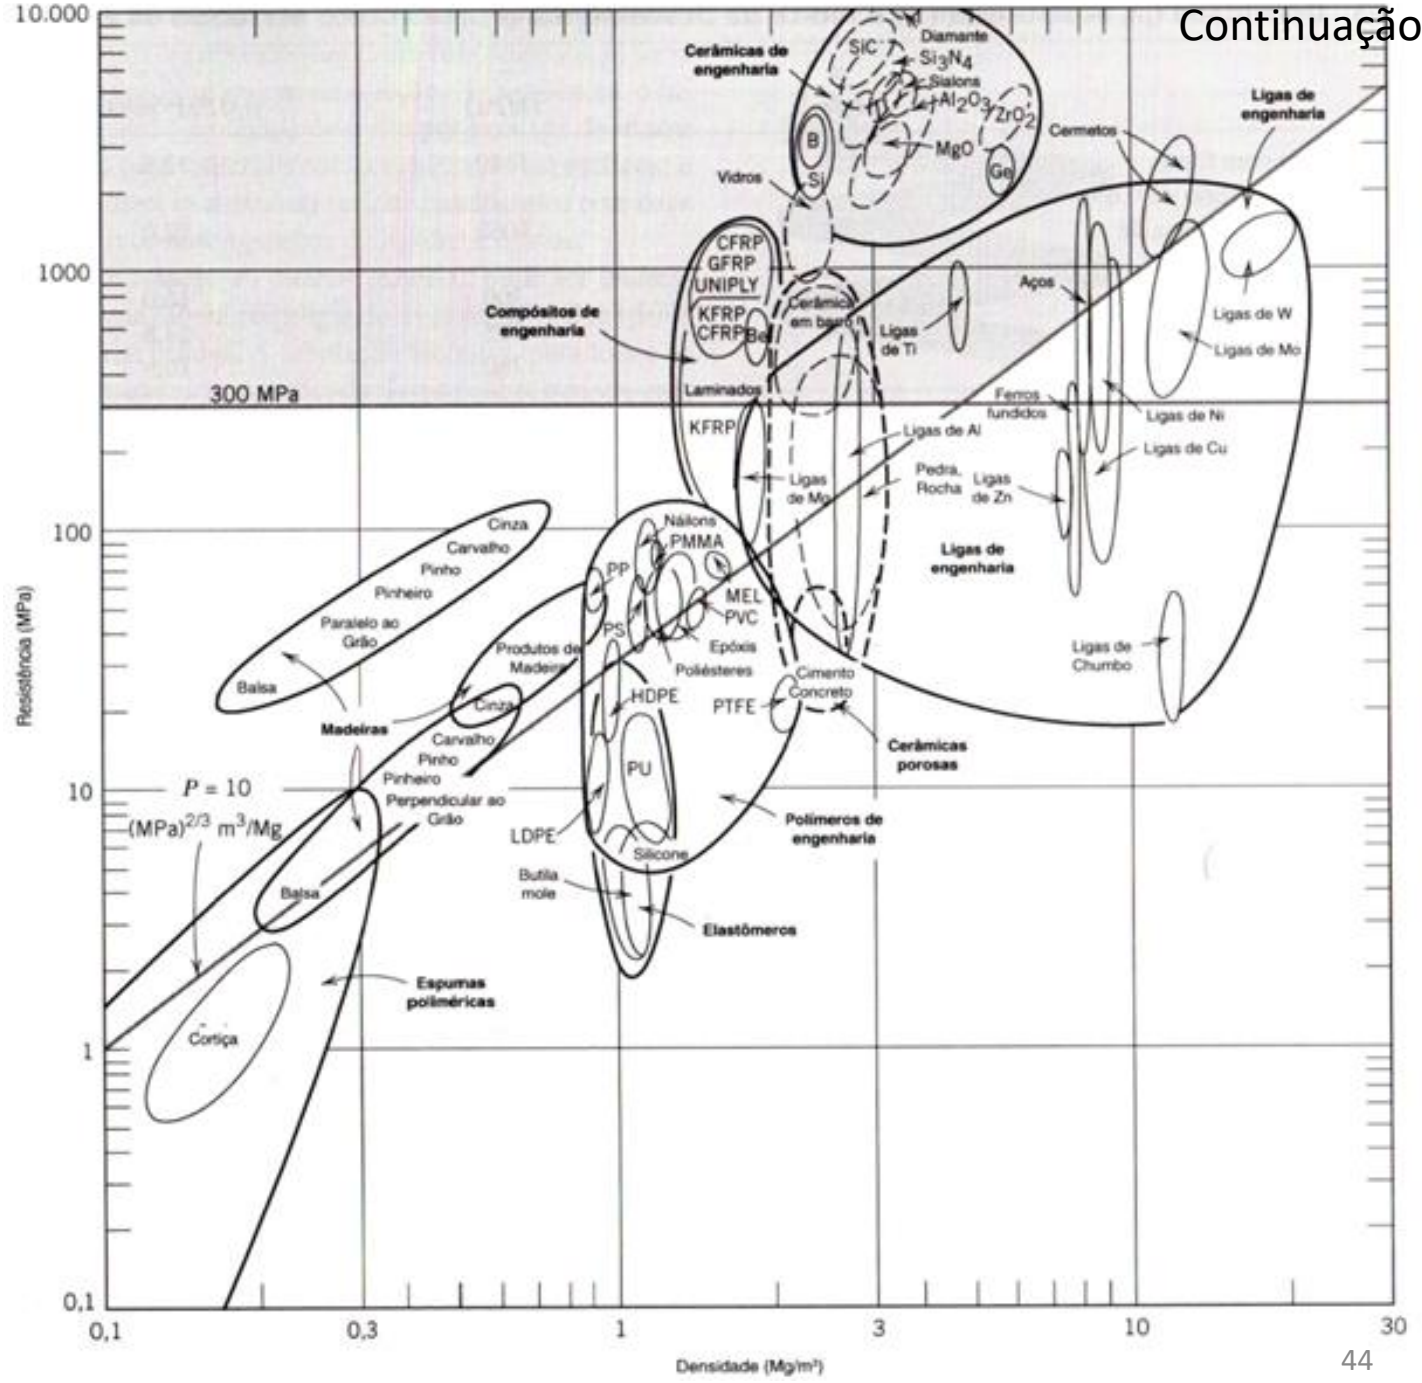 Continuação
10.000
Diamante
SiC
Cerâmicas de
engenharia
Si₃N₄
Sialons
Al₂O₃
ZrO₂
Ligas de
engenharia
Cermetos
B
MgO
Vidros
Si
Ge
CFRP
GFRP
UNIPLY
1000
Aços
Cerâmica
em barro
Compósitos de
engenharia
KFRP
CFRP
Be
Ligas
de Ti
Ligas de W
Ligas de Mo
Laminados
300 MPa
Ferros
fundidos
Ligas de Ni
KFRP
Ligas de Al
Ligas de Cu
Ligas
de Mg
Pedra,
Rocha
Ligas
de Zn
Cinza
Náilons
100
PMMA
Carvalho
Ligas de
engenharia
Pinho
PP
Pinheiro
MEL
PVC
Paralelo ao
Grão
PS
Epóxis
Produtos de
Madeira
Poliésteres
Ligas de
Chumbo
Balsa
Cimento
Concreto
HDPE
PTFE
Cinza
Madeiras
Carvalho
Pinho
Cerâmicas
porosas
Pinheiro
PU
P = 10
(MPa)²ᐟ³ m³/Mg
10
Perpendicular ao
Grão
LDPE
Polímeros de
engenharia
Silicone
Butila
mole
Balsa
Elastômeros
Espumas
poliméricas
Cortiça
1
0,1
Resistência (MPa)
0,1
0,3
1
3
10
30
Densidade (Mg/m³)
44